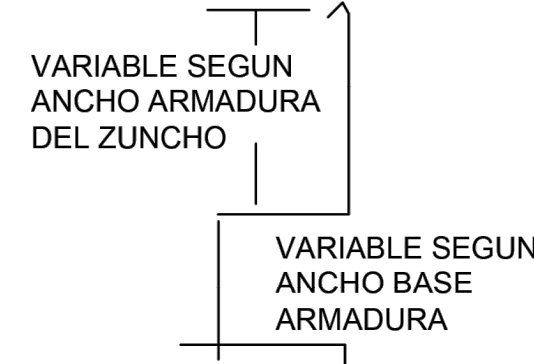 VARIABLE SEGUN
ANCHO ARMADURA
DEL ZUNCHO
VARIABLE SEGUN
ANCHO BASE
ARMADURA